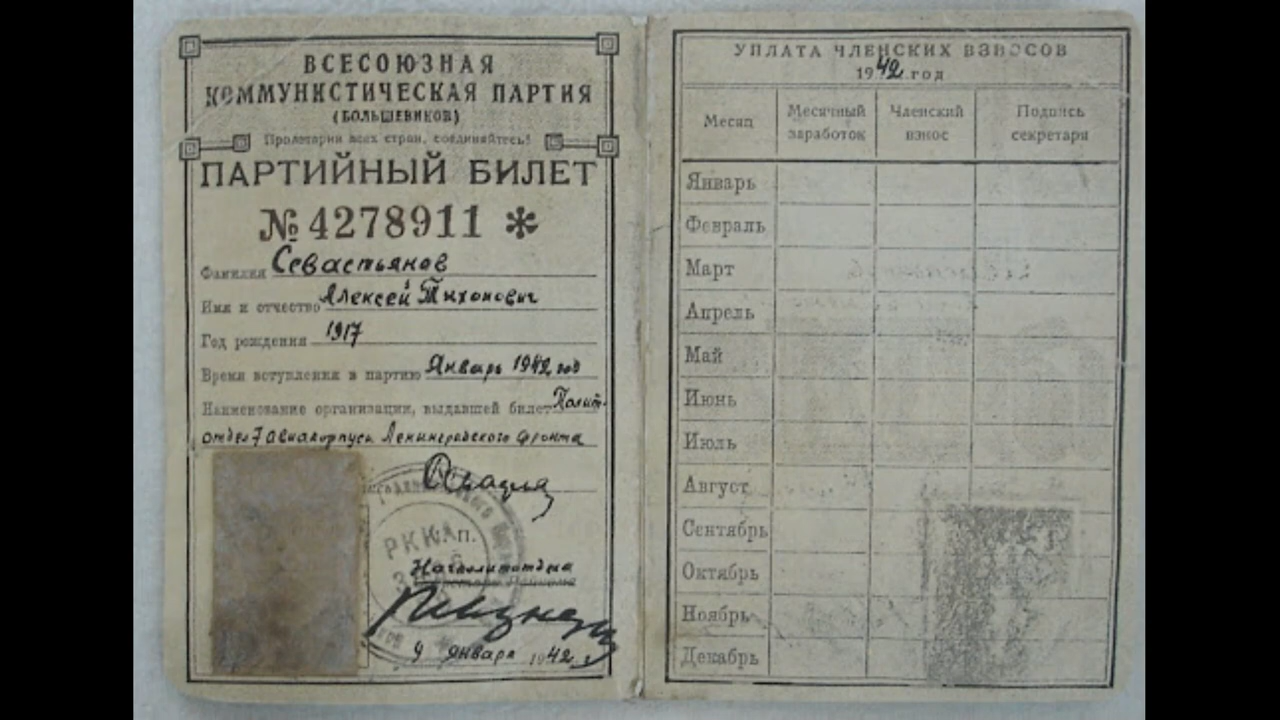 ВСЕСОЮЗНАЯ
КОММУНИСТИЧЕСКАЯ ПАРТИЯ
(БОЛЬШЕВИКОВ)
Пролетарии всех стран, соединяйтесь!
ПАРТИЙНЫЙ БИЛЕТ
№ 4278911 *
Фамилия Севастьянов
Имя и отчество Алексей Тихонович
Год рождения 1917
Время вступления в партию Январь 1942 год
Наименование организации, выдавшей билет Полит-
отдел 7 авиакорпуса Ленинградского фронта
РККА
М.П.
Начполитотдела
9 января 1942 г.
УПЛАТА ЧЛЕНСКИХ ВЗНОСОВ
1942 год
Месяц Месячный заработок Членский взнос Подпись секретаря
Январь
Февраль
Март
Апрель
Май
Июнь
Июль
Август
Сентябрь
Октябрь
Ноябрь
Декабрь